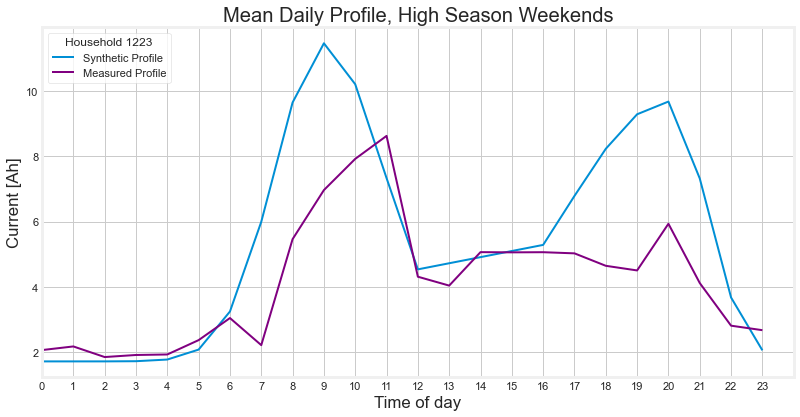 Mean Daily Profile, High Season Weekends
Household 1223
Synthetic Profile
Measured Profile
Current [Ah]
10
8
6
4
2
0 1 2 3 4 5 6 7 8 9 10 11 12 13 14 15 16 17 18 19 20 21 22 23
Time of day